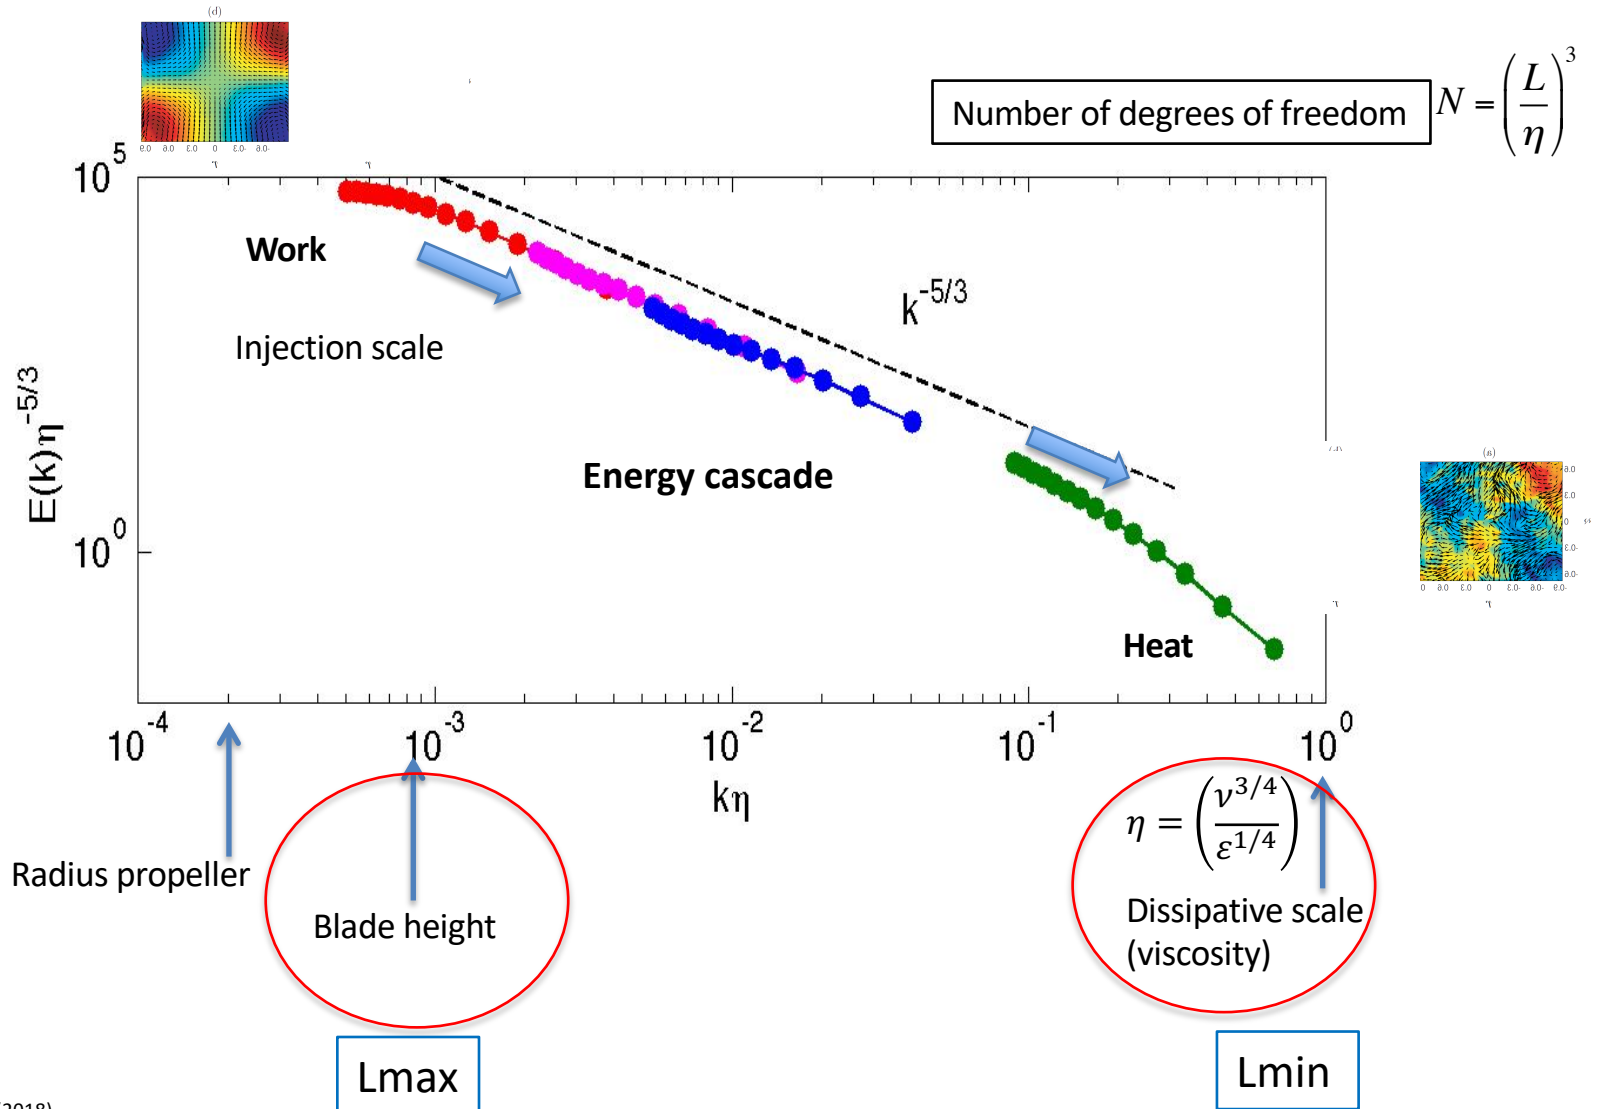 (d)
Number of degrees of freedom N = (L/η)^3
10^5
Work
k^{-5/3}
Injection scale
E(k)η^{-5/3}
Energy cascade
(a)
10^0
Heat
10^{-4} 10^{-3} 10^{-2} 10^{-1} 10^0
kη
η = (ν^{3/4}/ε^{1/4})
Radius propeller
Blade height
Dissipative scale
(viscosity)
Lmax
Lmin